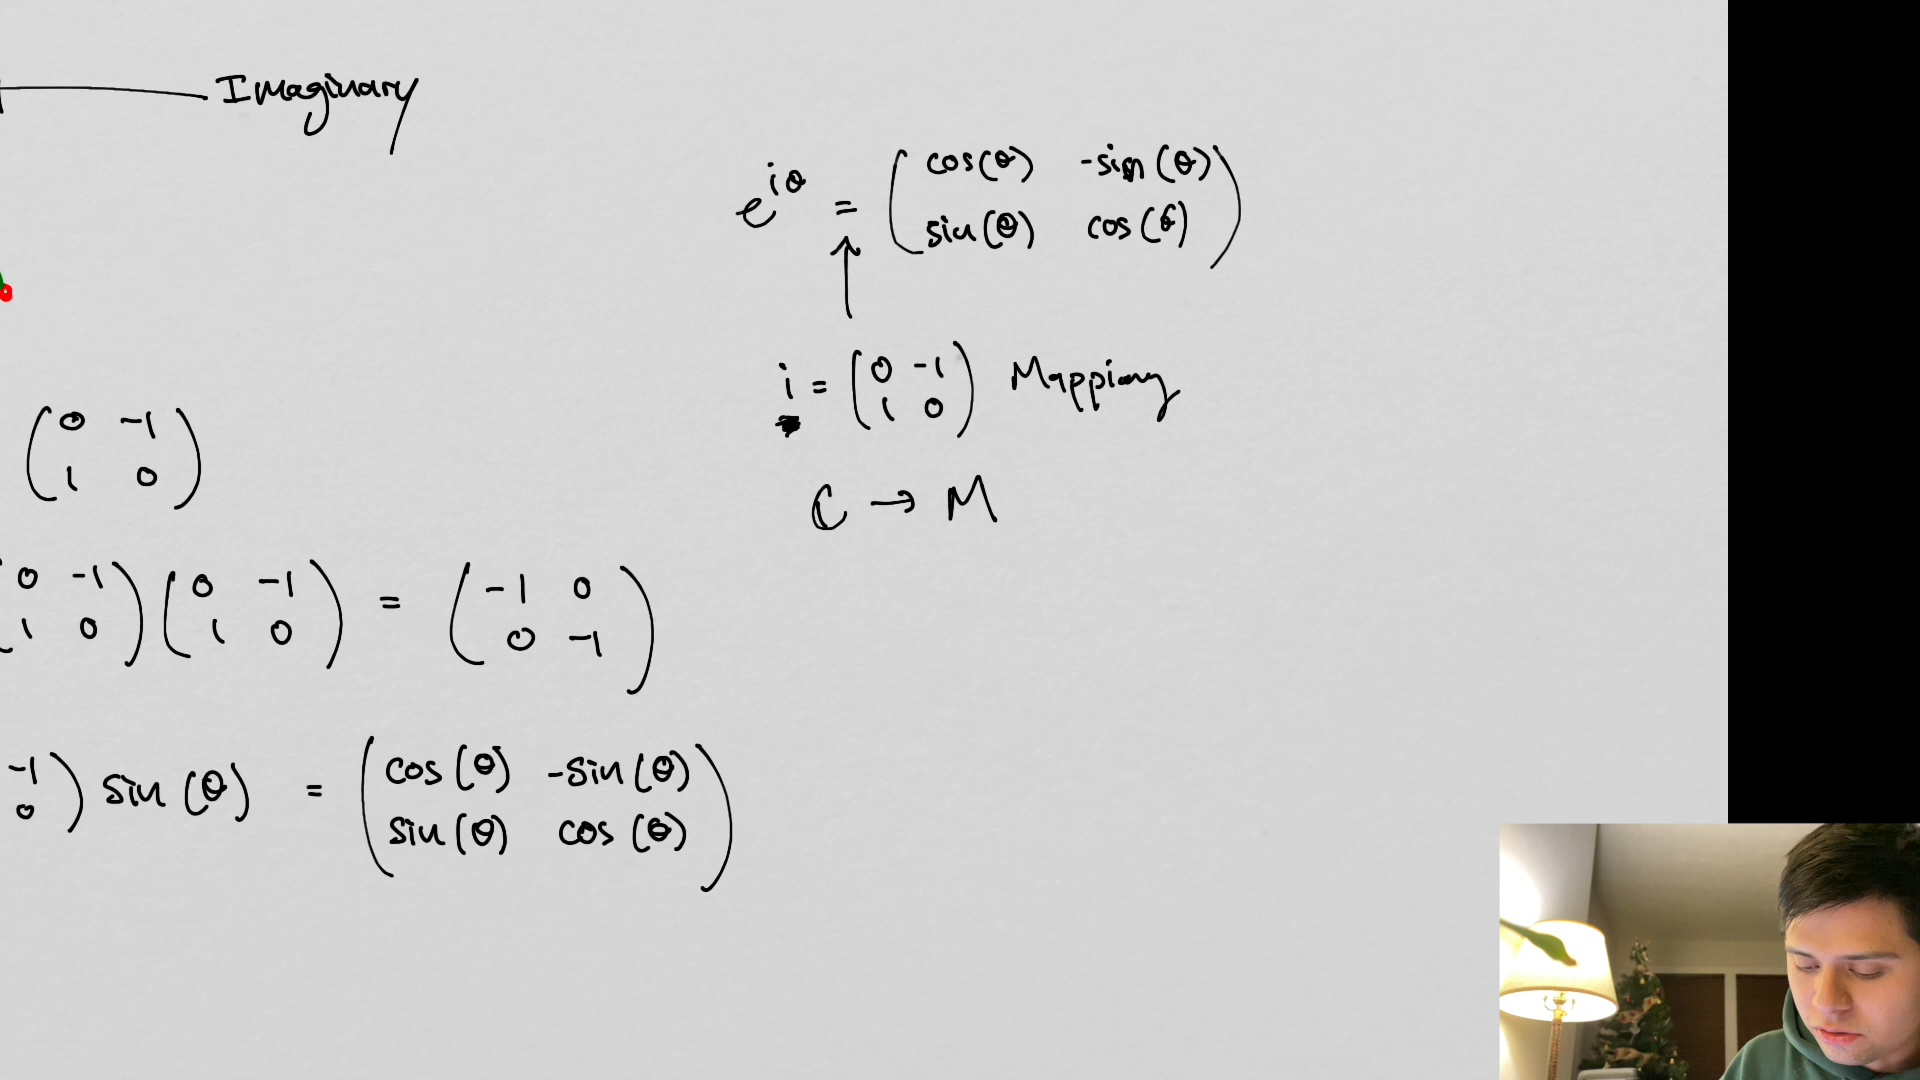 Imaginary
e^{iθ} = ( cos(θ) -sin(θ)
sin(θ) cos(θ) )
↑
i = ( 0 -1
1 0 ) Mapping
ℂ → M
( 0 -1
1 0 )
0 -1 ) ( 0 -1 = ( -1 0
1 0 ) 1 0 ) 0 -1 )
-1
0 ) sin(θ) = ( cos(θ) -sin(θ)
sin(θ) cos(θ) )